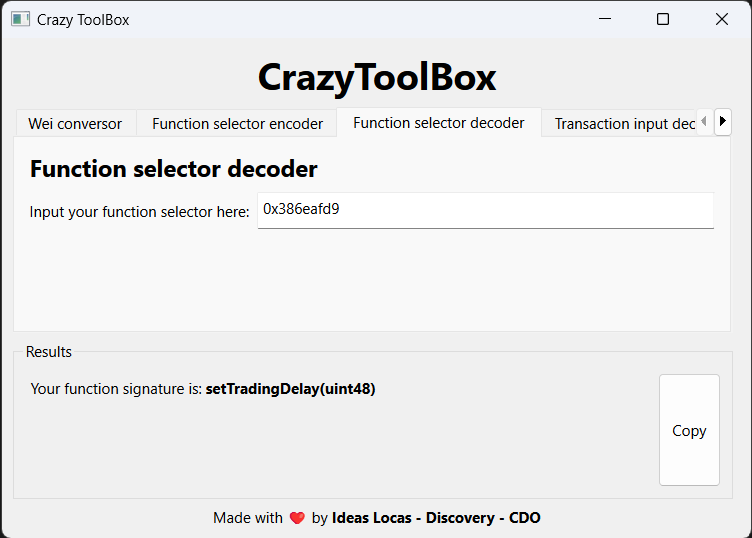 Crazy ToolBox
CrazyToolBox
Wei conversor
Function selector encoder
Function selector decoder
Transaction input dec
Function selector decoder
Input your function selector here: 0x386eafd9
Results
Your function signature is: setTradingDelay(uint48)
Copy
Made with ❤️ by Ideas Locas - Discovery - CDO